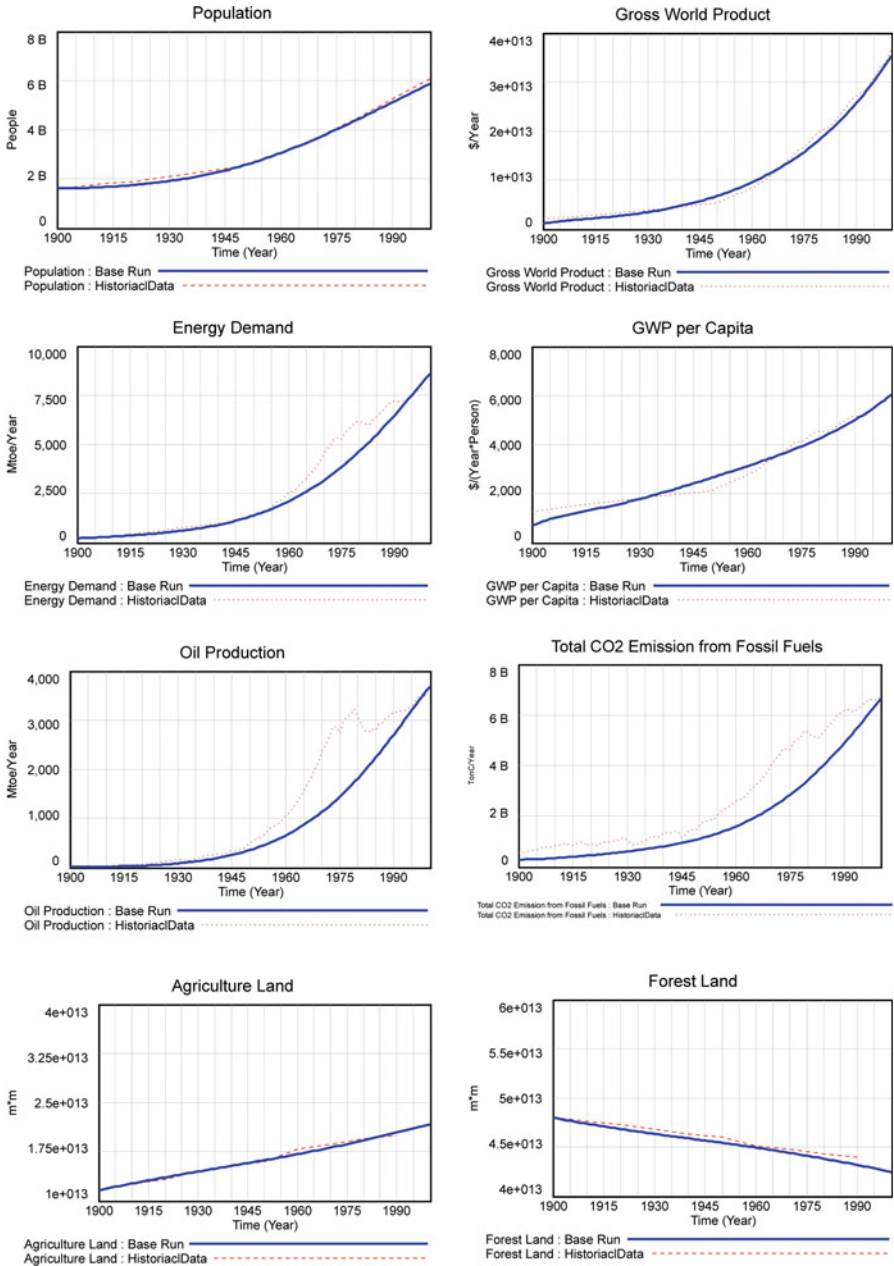 Population
8 B
6 B
4 B
2 B
0
People
1900 1915 1930 1945 1960 1975 1990
Time (Year)
Population : Base Run
Population : HistoriaclData
Gross World Product
4e+013
3e+013
2e+013
1e+013
0
$/Year
1900 1915 1930 1945 1960 1975 1990
Time (Year)
Gross World Product : Base Run
Gross World Product : HistoriaclData
Energy Demand
10,000
7,500
5,000
2,500
0
Mtoe/Year
1900 1915 1930 1945 1960 1975 1990
Time (Year)
Energy Demand : Base Run
Energy Demand : HistoriaclData
GWP per Capita
8,000
6,000
4,000
2,000
0
$/(Year*Person)
1900 1915 1930 1945 1960 1975 1990
Time (Year)
GWP per Capita : Base Run
GWP per Capita : HistoriaclData
Oil Production
4,000
3,000
2,000
1,000
0
Mtoe/Year
1900 1915 1930 1945 1960 1975 1990
Time (Year)
Oil Production : Base Run
Oil Production : HistoriaclData
Total CO2 Emission from Fossil Fuels
8 B
6 B
4 B
2 B
0
TonC/Year
1900 1915 1930 1945 1960 1975 1990
Time (Year)
Total CO2 Emission from Fossil Fuels : Base Run
Total CO2 Emission from Fossil Fuels : HistoriaclData
Agriculture Land
4e+013
3.25e+013
2.5e+013
1.75e+013
1e+013
m*m
1900 1915 1930 1945 1960 1975 1990
Time (Year)
Agriculture Land : Base Run
Agriculture Land : HistoriaclData
Forest Land
6e+013
5.5e+013
5e+013
4.5e+013
4e+013
m*m
1900 1915 1930 1945 1960 1975 1990
Time (Year)
Forest Land : Base Run
Forest Land : HistoriaclData